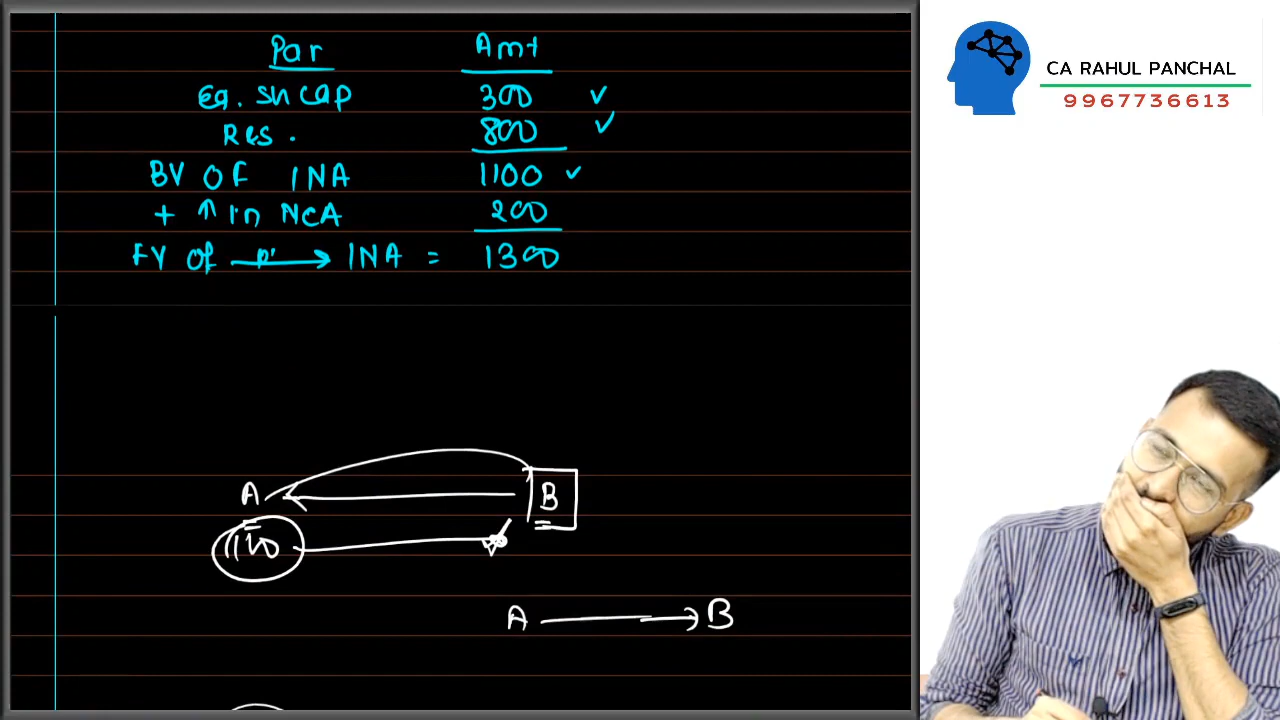 Par Amt
Eq. Sh cap 300 ✓
Res. 800 ✓
BV OF INA 1100 ✓
+ ↑ in NCA 200
FV of → INA = 1300
A B
1100
A → B
CA RAHUL PANCHAL
9967736613